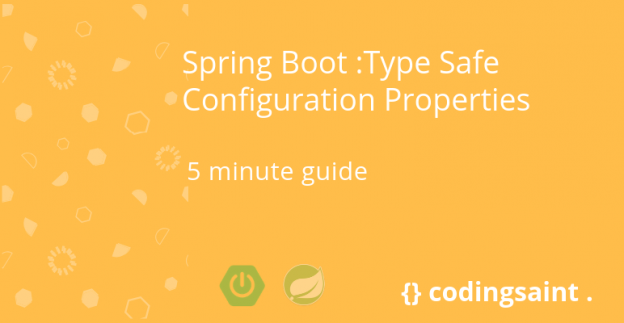 Spring Boot :Type Safe
Configuration Properties
5 minute guide
{} codingsaint .